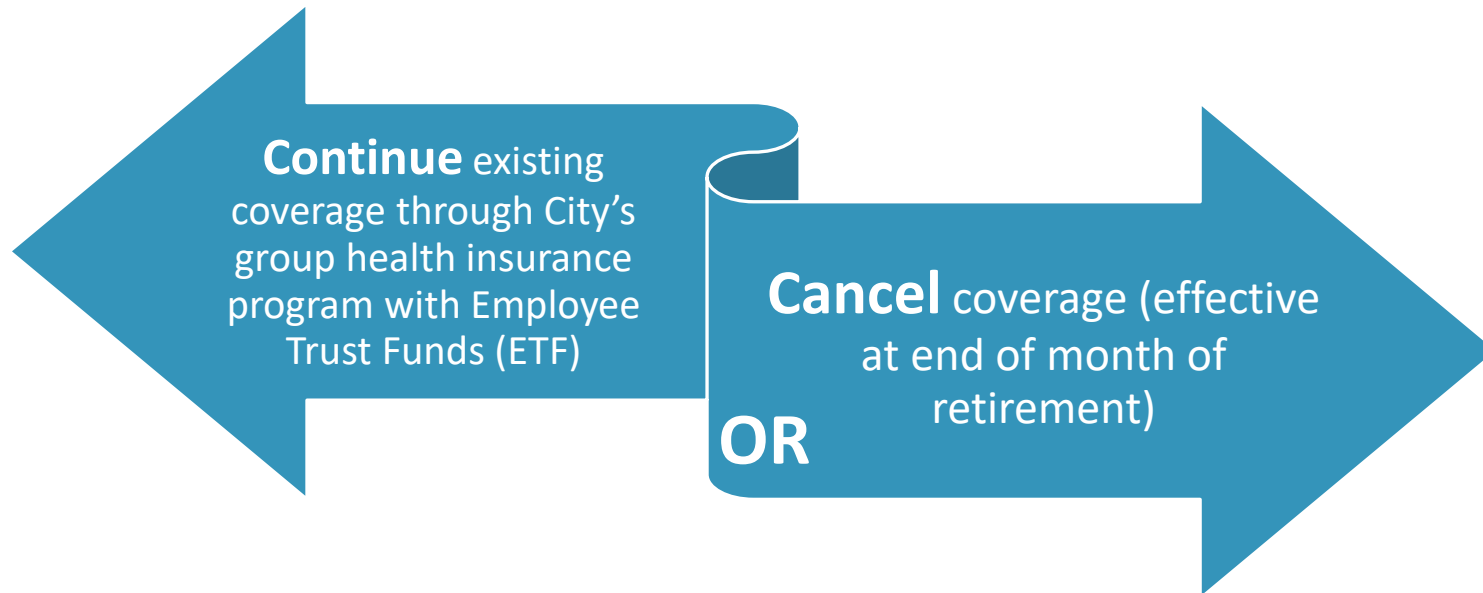 Continue existing
coverage through City’s
group health insurance
program with Employee
Trust Funds (ETF)
OR
Cancel coverage (effective
at end of month of
retirement)